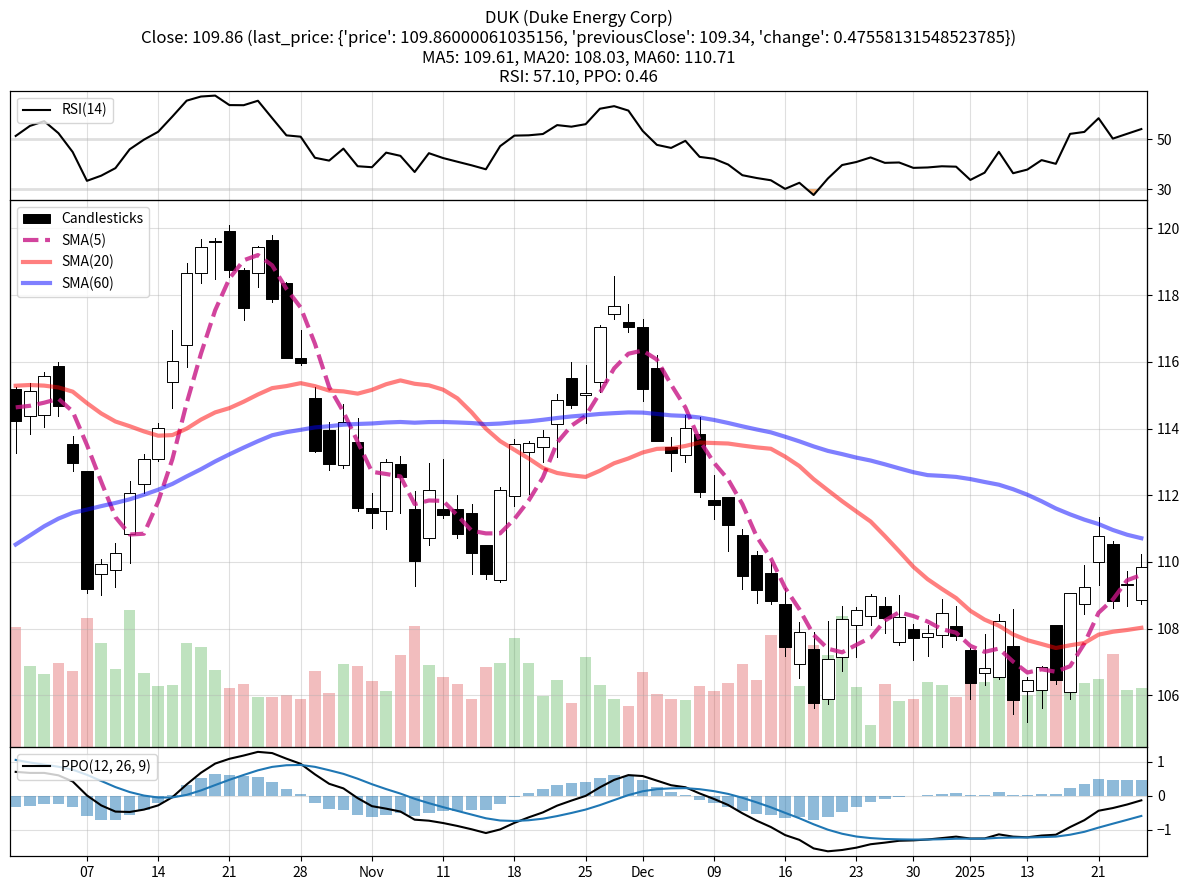 DUK (Duke Energy Corp)
Close: 109.86 (last_price: {'price': 109.86000061035156, 'previousClose': 109.34, 'change': 0.47558131548523785})
MA5: 109.61, MA20: 108.03, MA60: 110.71
RSI: 57.10, PPO: 0.46
RSI(14)
50
30
Candlesticks
SMA(5)
SMA(20)
SMA(60)
120
118
116
114
112
110
108
106
PPO(12, 26, 9)
1
0
−1
07 14 21 28 Nov 11 18 25 Dec 09 16 23 30 2025 13 21